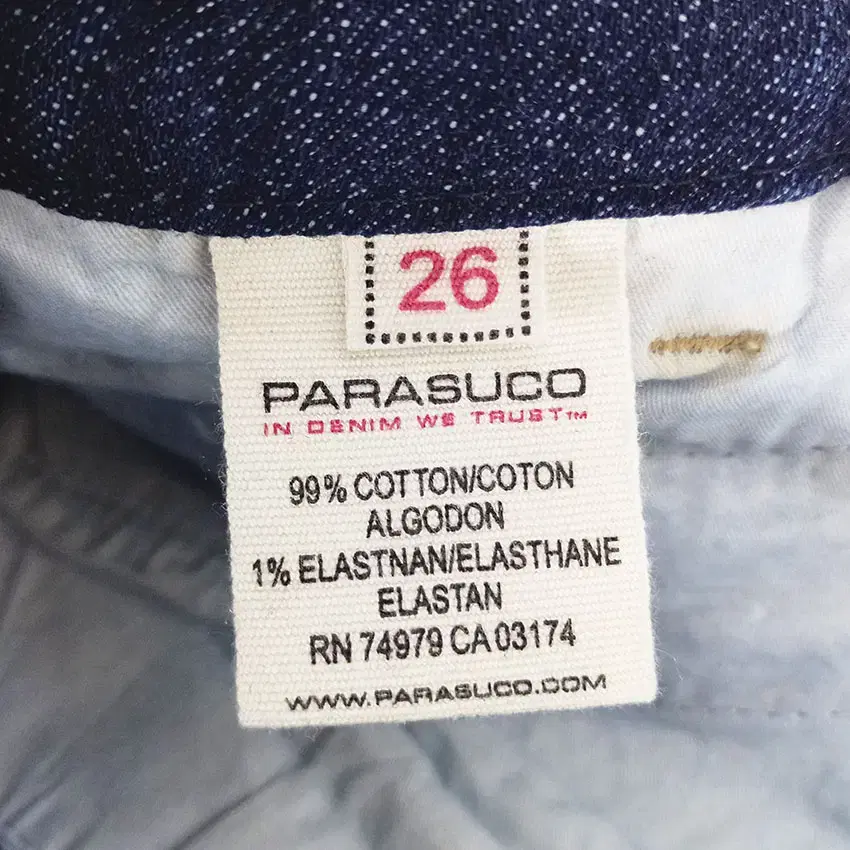 26
PARASUCO
IN DENIM WE TRUST™
99% COTTON/COTON
ALGODON
1% ELASTNAN/ELASTHANE
ELASTAN
RN 74979 CA 03174
WWW.PARASUCO.COM